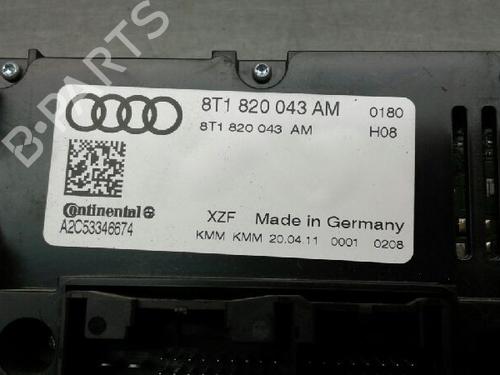 B-PARTS
8T1 820 043 AM 0180
8T1 820 043 AM H08
Continental
A2C53346674
XZF Made in Germany
KMM KMM 20.04.11 0001 0208